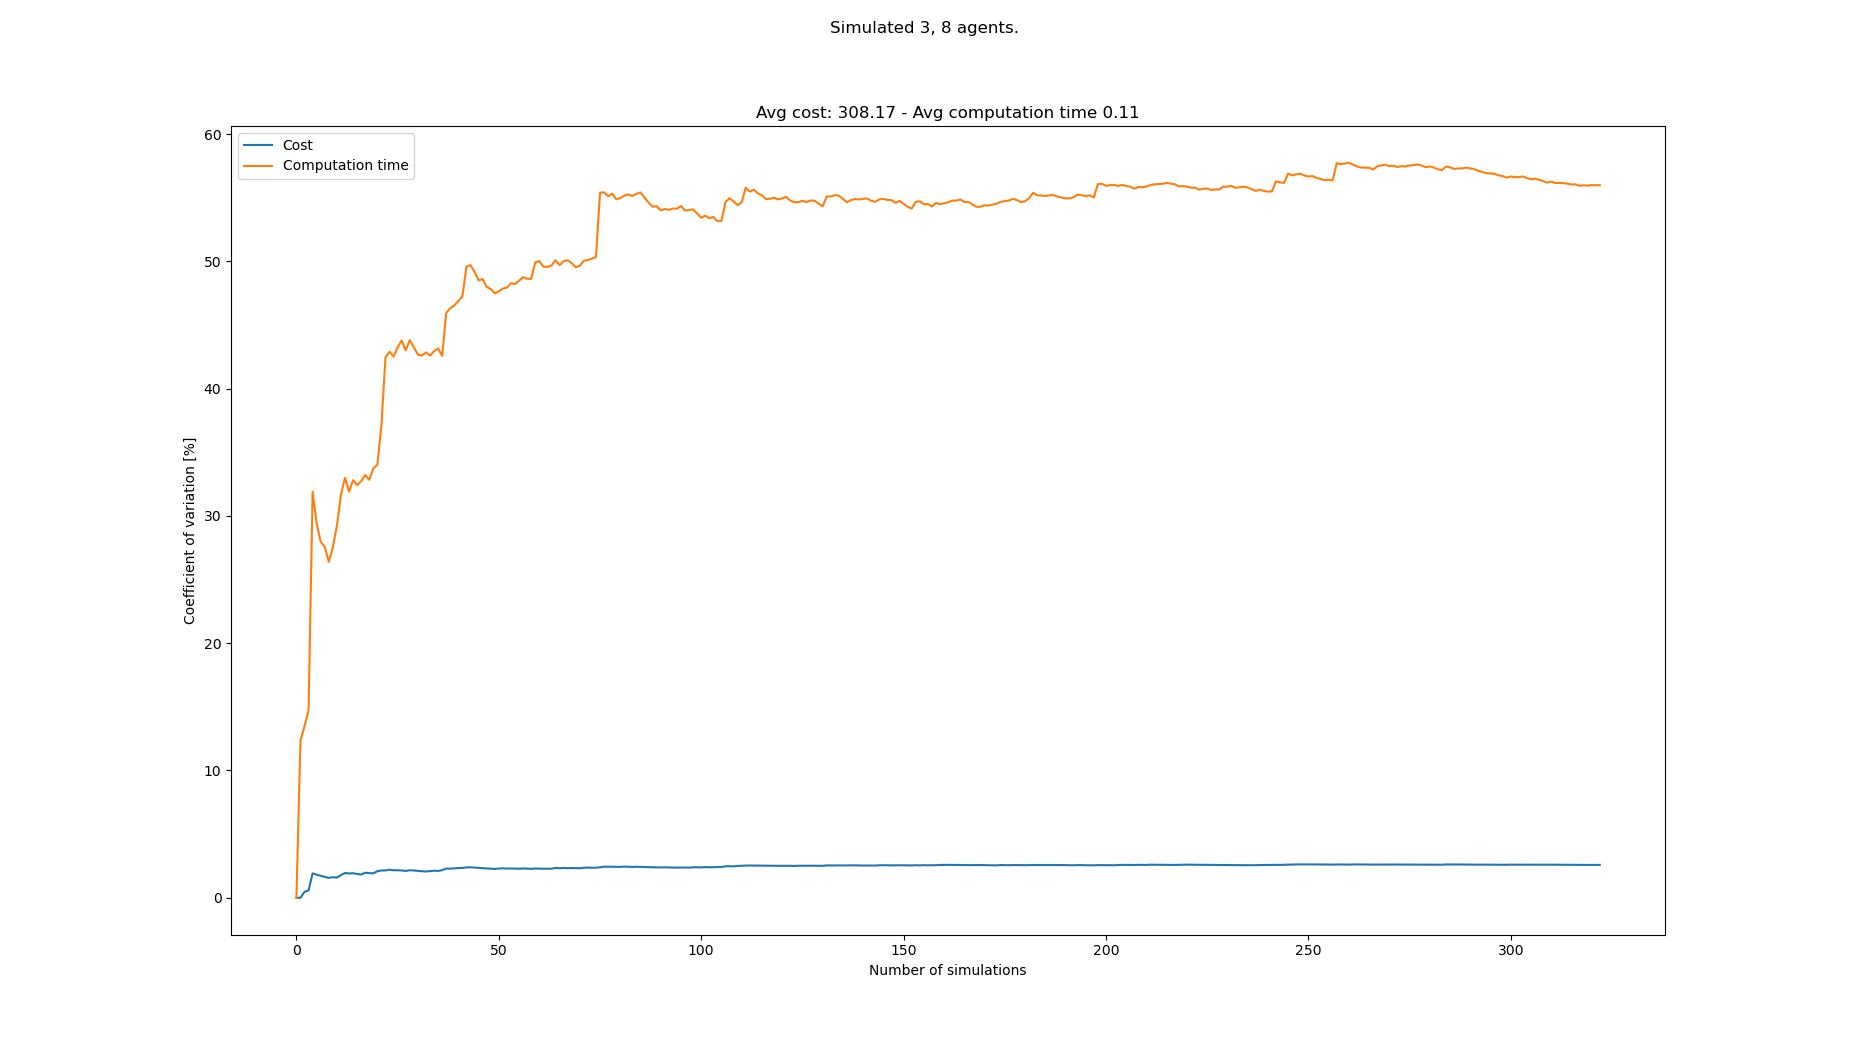 Simulated 3, 8 agents.
Avg cost: 308.17 - Avg computation time 0.11
Cost
Computation time
60
50
40
30
20
10
0
Coefficient of variation [%]
0 50 100 150 200 250 300
Number of simulations